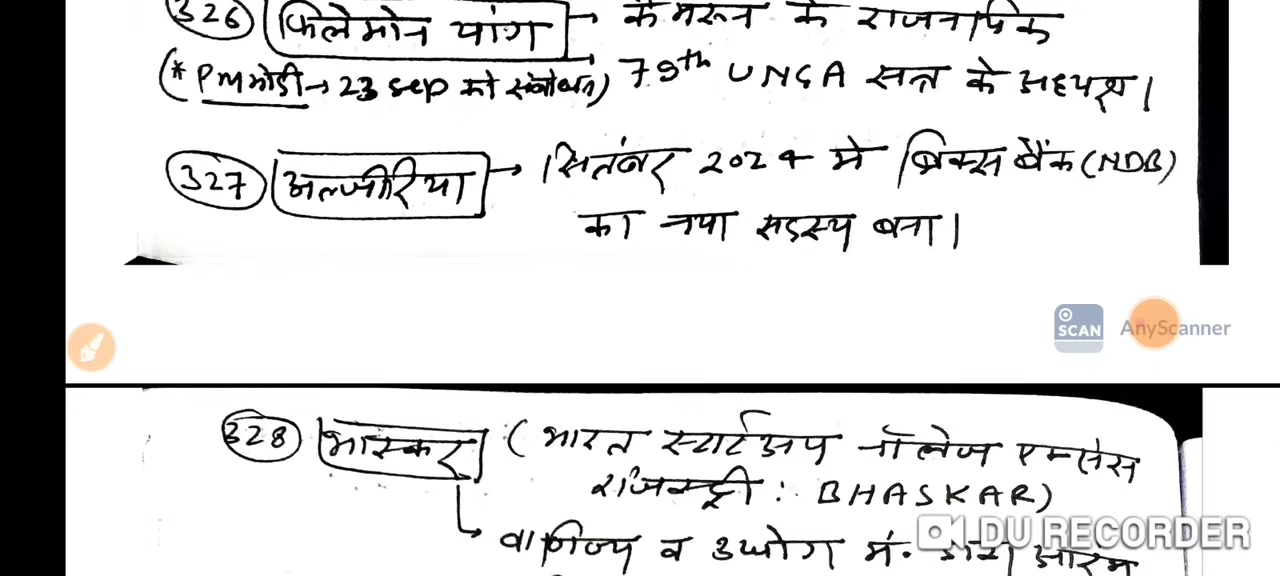 326 फिलेमोन यांग → कैमरून के राजनयिक
(* PM मोदी → 23 Sep को संबोधन) 79th UNGA सत्र के अध्यक्ष।
327 अल्जीरिया → सितंबर 2024 में ब्रिक्स बैंक (NDB)
का नया सदस्य बना।
SCAN AnyScanner
328 भास्कर (भारत स्टार्टअप नॉलेज एक्सेस
रजिस्ट्री : BHASKAR)
DU RECORDER
→ वाणिज्य व उद्योग मं. द्वारा आरंभ